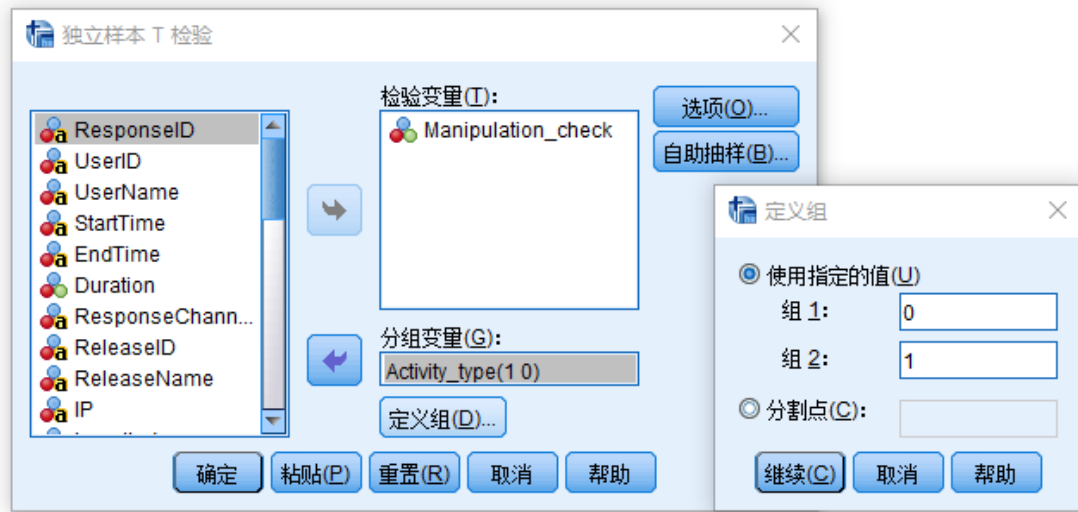 独立样本 T 检验
ResponseID
UserID
UserName
StartTime
EndTime
Duration
ResponseChann...
ReleaseID
ReleaseName
IP
检验变量(T):
Manipulation_check
分组变量(G):
Activity_type(1 0)
定义组(D)...
选项(O)...
自助抽样(B)...
确定
粘贴(P)
重置(R)
取消
帮助
定义组
使用指定的值(U)
组 1: 0
组 2: 1
分割点(C):
继续(C)
取消
帮助